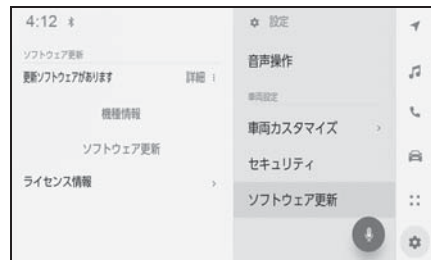 4:12
ソフトウェア更新
更新ソフトウェアがあります 詳細
機種情報
ソフトウェア更新
ライセンス情報
設定
音声操作
車両設定
車両カスタマイズ
セキュリティ
ソフトウェア更新